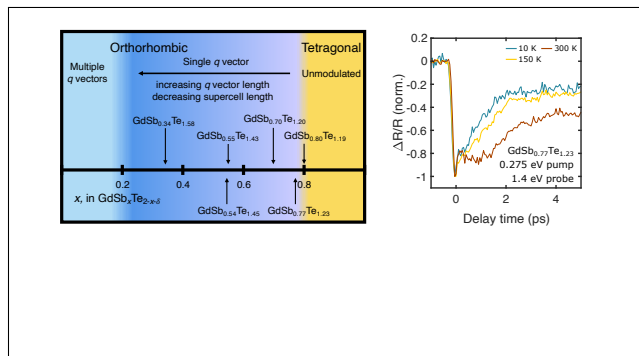 Orthorhombic
Tetragonal
Multiple
q vectors
Single q vector
increasing q vector length
decreasing supercell length
Unmodulated
GdSb0.34Te1.58
GdSb0.55Te1.43
GdSb0.70Te1.20
GdSb0.80Te1.19
0.2 0.4 0.6 0.8
x, in GdSbxTe2-x-δ
GdSb0.54Te1.45
GdSb0.77Te1.23
ΔR/R (norm.)
0
-0.2
-0.4
-0.6
-0.8
-1
10 K
300 K
150 K
GdSb0.77Te1.23
0.275 eV pump
1.4 eV probe
0 2 4
Delay time (ps)